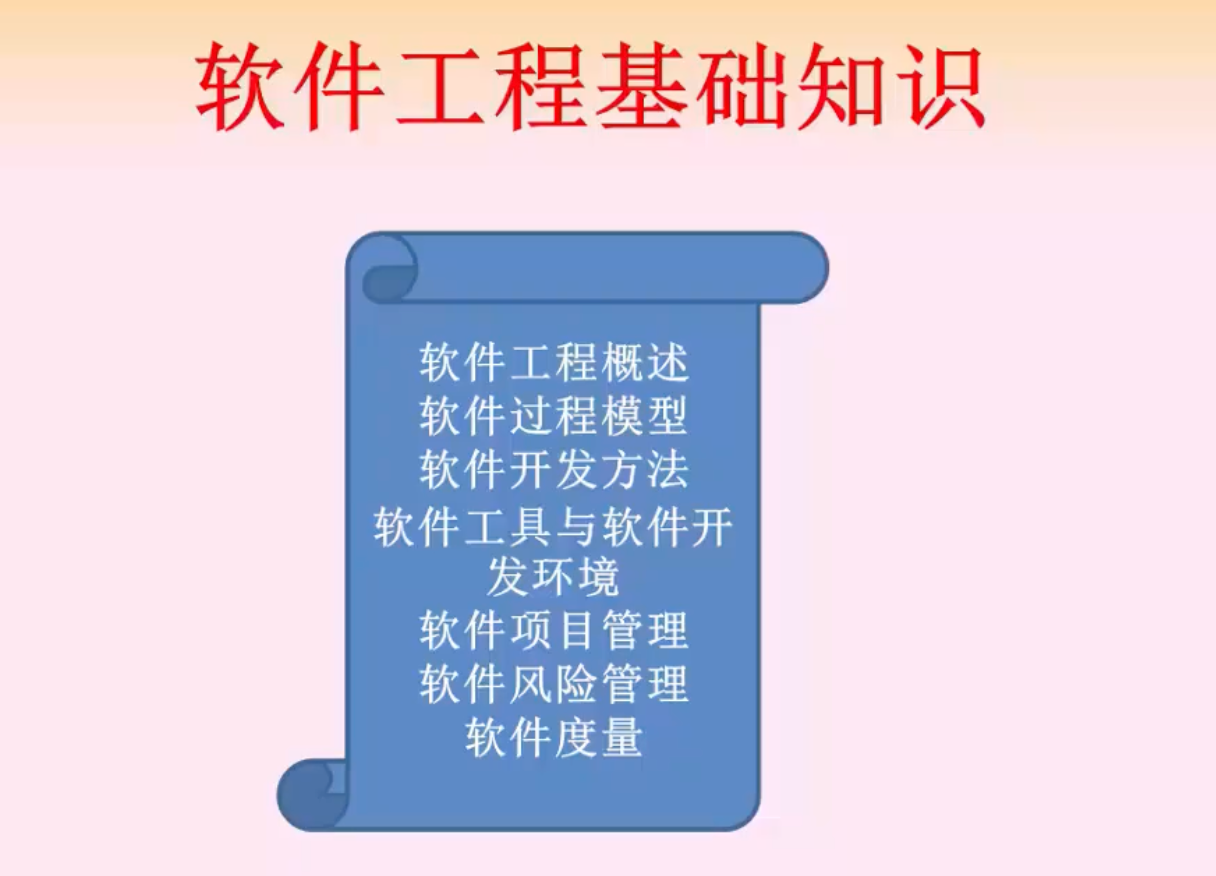 软件工程基础知识
软件工程概述
软件过程模型
软件开发方法
软件工具与软件开
发环境
软件项目管理
软件风险管理
软件度量